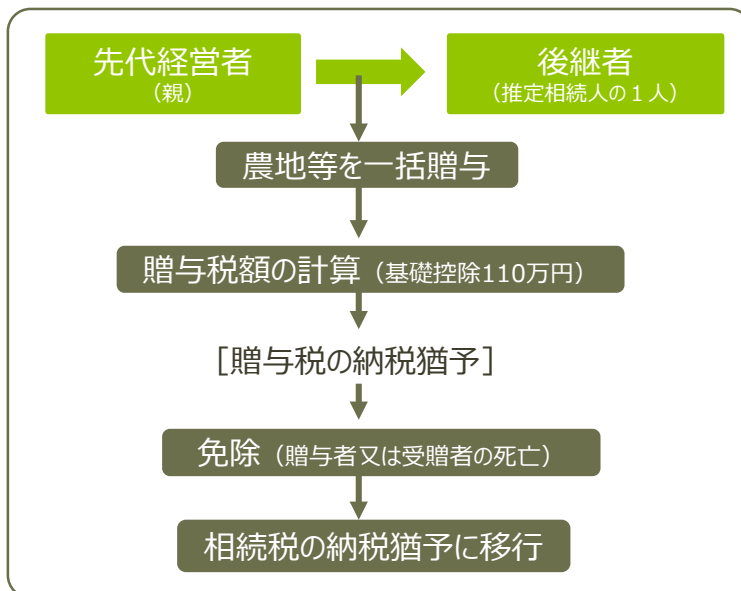 先代経営者
（親）
後継者
（推定相続人の１人）
農地等を一括贈与
贈与税額の計算（基礎控除110万円）
［贈与税の納税猶予］
免除（贈与者又は受贈者の死亡）
相続税の納税猶予に移行